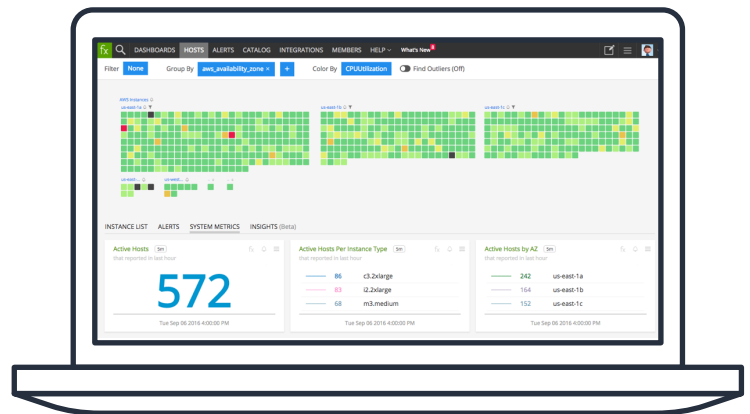 fx DASHBOARDS HOSTS ALERTS CATALOG INTEGRATIONS MEMBERS HELP What's New
Filter None Group By aws_availability_zone × + Color By CPUUtilization Find Outliers (Off)
AWS Instances
us-east-1a us-east-1b us-east-1c
us-east-... us-east-...
INSTANCE LIST ALERTS SYSTEM METRICS INSIGHTS (Beta)
Active Hosts 5m Active Hosts Per Instance Type 5m Active Hosts by AZ 5m
that reported in last hour that reported in last hour that reported in last hour
572
86 c3.2xlarge 242 us-east-1a
83 i2.2xlarge 164 us-east-1b
68 m3.medium 152 us-east-1c
Tue Sep 06 2016 4:00:00 PM Tue Sep 06 2016 4:00:00 PM Tue Sep 06 2016 4:00:00 PM